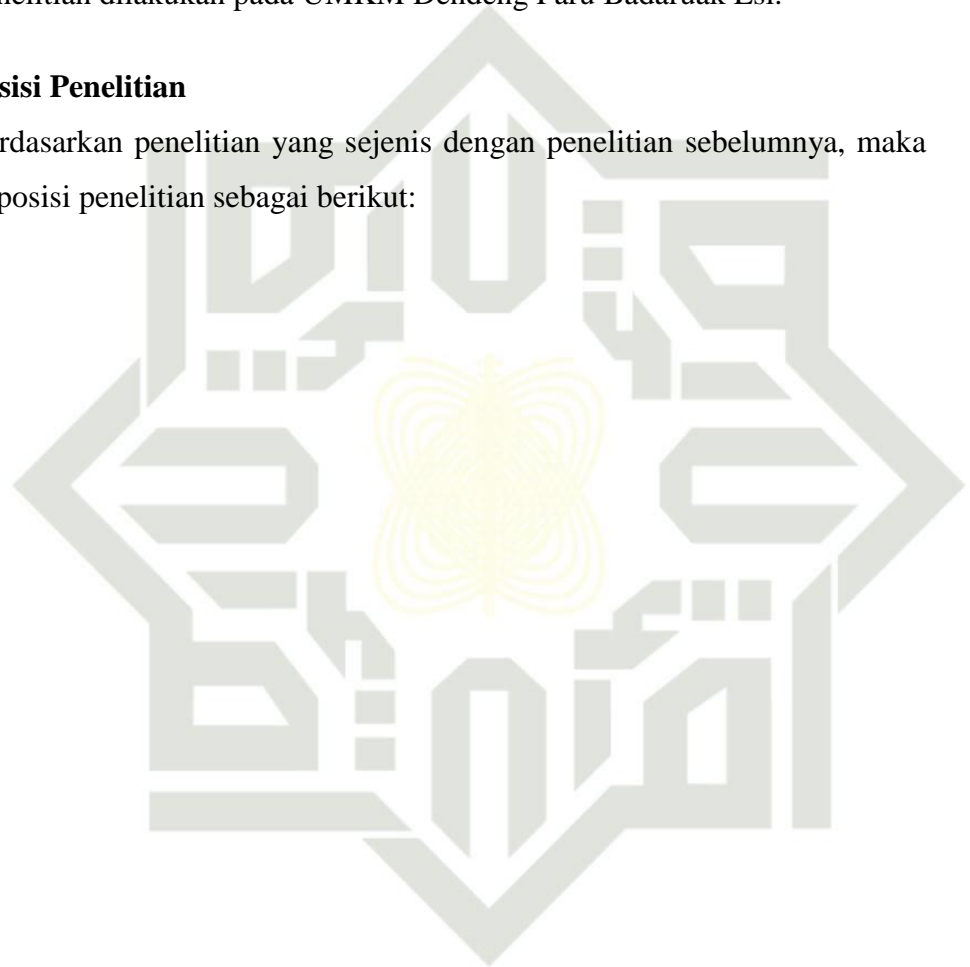 nelitian dilakukan pada UMKM Dendeng Paru Badaruak Esi.
sisi Penelitian
rdasarkan penelitian yang sejenis dengan penelitian sebelumnya, maka
posisi penelitian sebagai berikut: